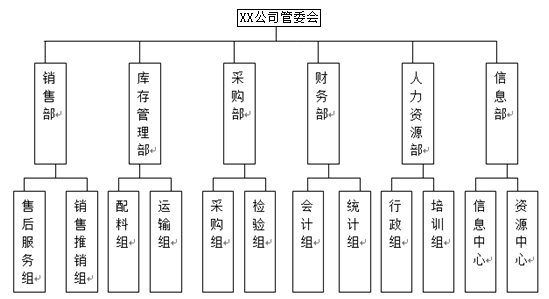 XX公司管委会
销售部
库存管理部
采购部
财务部
人力资源部
信息部
售后服务组
销售推销组
配料组
运输组
采购组
检验组
会计组
统计组
行政组
培训组
信息中心
资源中心